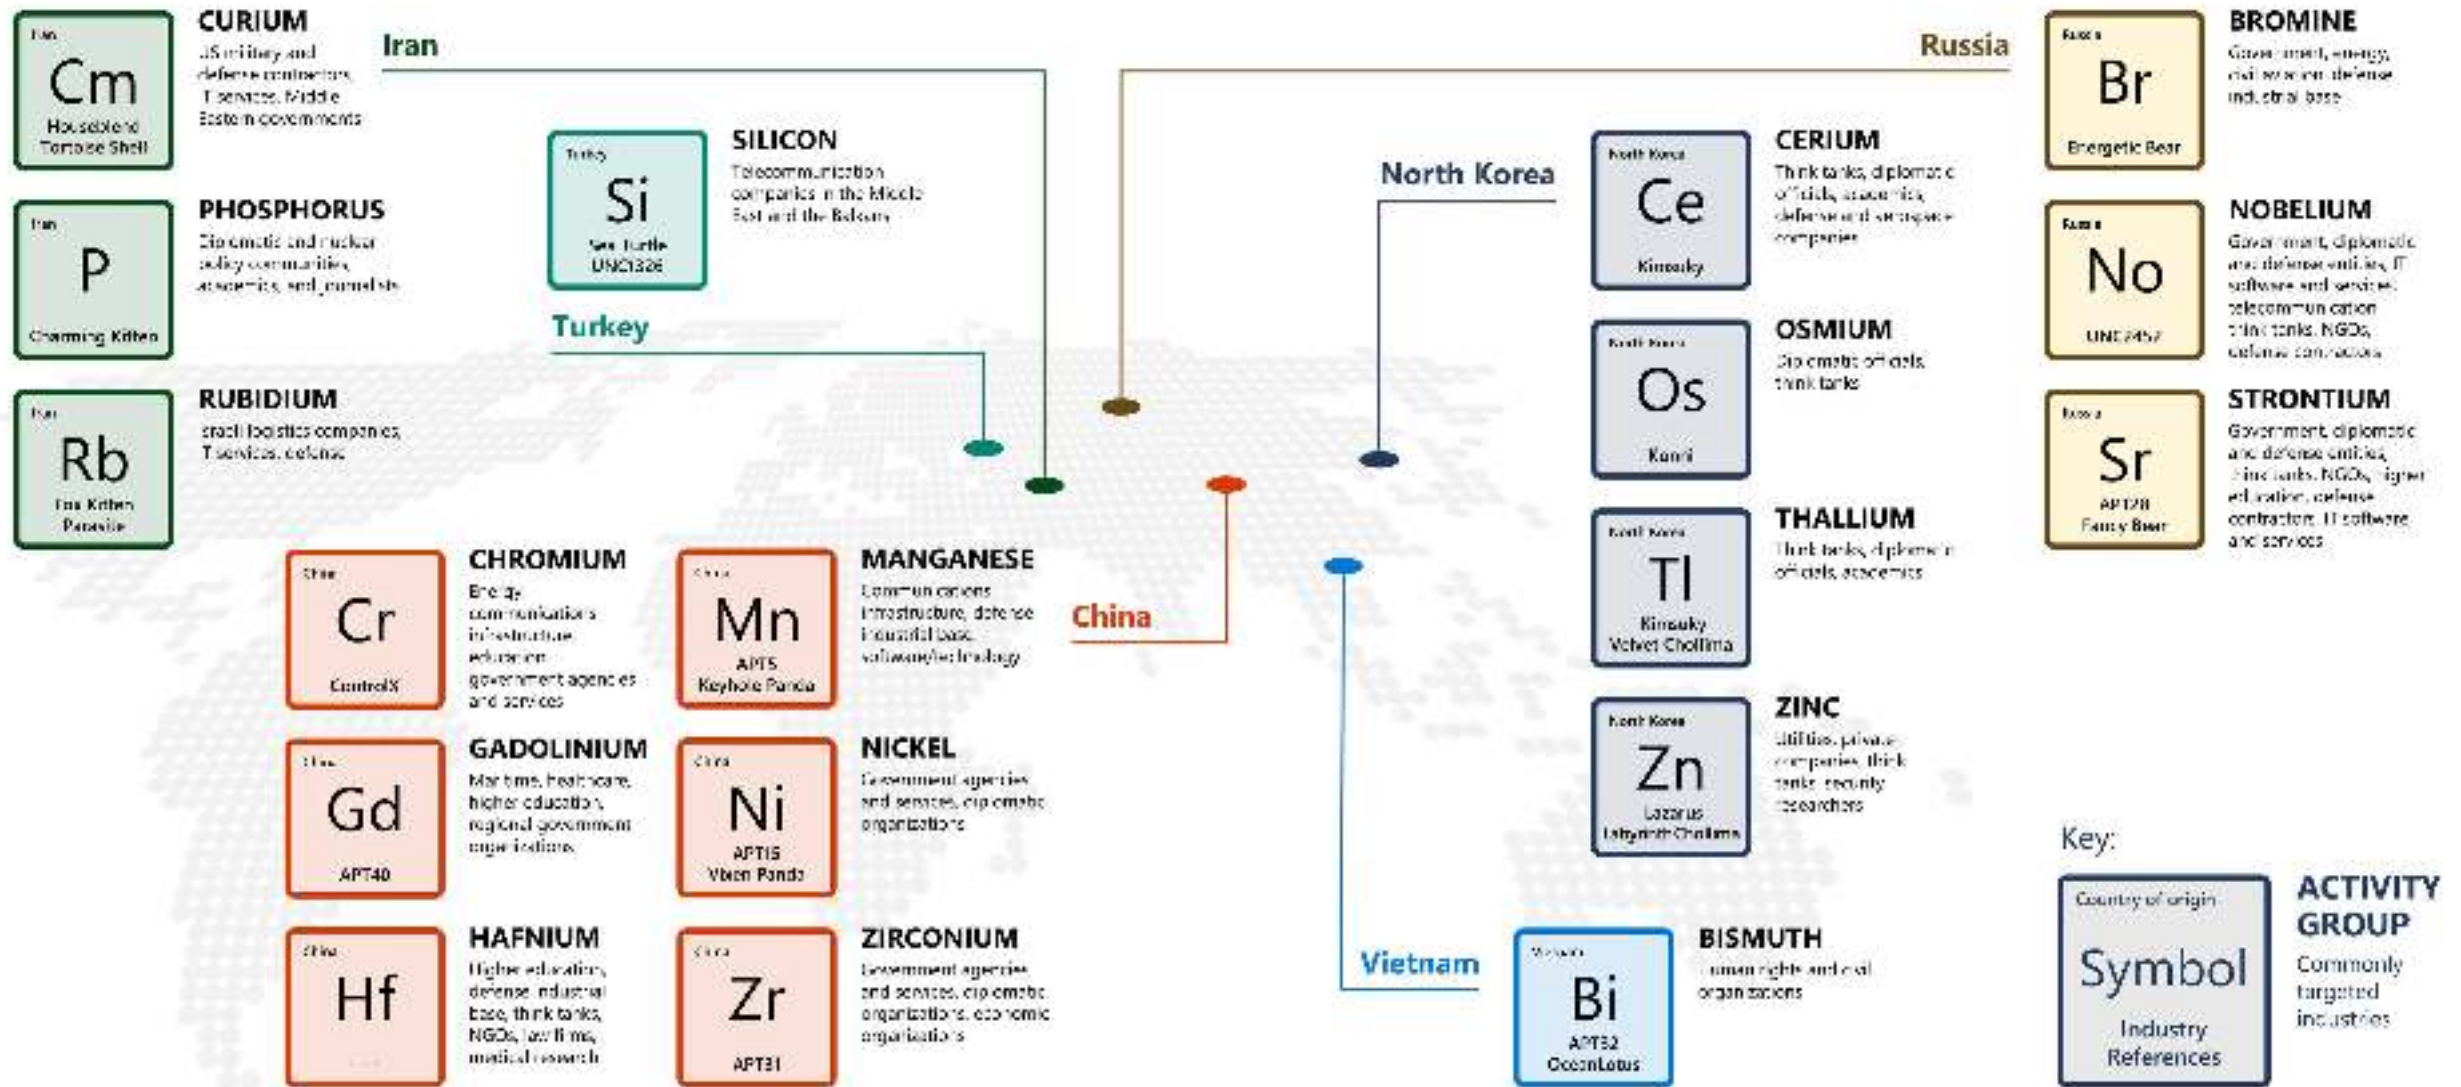 Iran
Cm
Houseblend
Tortoise Shell
CURIUM
US military and
defense contractors,
IT services, Middle
Eastern governments
Iran
P
Charming Kitten
PHOSPHORUS
Diplomatic and nuclear
policy communities,
academics, and journalists
Iran
Rb
Fox Kitten
Parasite
RUBIDIUM
Israeli logistics companies,
IT services, defense
Iran
Turkey
Si
Sea Turtle
UNC1326
SILICON
Telecommunication
companies in the Middle
East and the Balkans
Turkey
China
Cr
ControlX
CHROMIUM
Energy
communications
infrastructure
education
government agencies
and services
China
Gd
APT40
GADOLINIUM
Maritime, healthcare,
higher education,
regional government
organizations
China
Hf
HAFNIUM
Higher education,
defense industrial
base, think tanks,
NGOs, law firms,
medical research
China
Mn
APT5
Keyhole Panda
MANGANESE
Communications
infrastructure, defense
industrial base,
software/technology
China
Ni
APT15
Vixen Panda
NICKEL
Government agencies
and services, diplomatic
organizations
China
Zr
APT31
ZIRCONIUM
Government agencies
and services, diplomatic
organizations, economic
organizations
China
North Korea
North Korea
Ce
Kimsuky
CERIUM
Think tanks, diplomatic
officials, academics,
defense and aerospace
companies
North Korea
Os
Konni
OSMIUM
Diplomatic officials,
think tanks
North Korea
Tl
Kimsuky
Velvet Chollima
THALLIUM
Think tanks, diplomatic
officials, academics
North Korea
Zn
Lazarus
Labyrinth Chollima
ZINC
Utilities, private
companies, think
tanks, security
researchers
Vietnam
Vietnam
Bi
APT32
OceanLotus
BISMUTH
Human rights and civil
organizations
Russia
Russia
Br
Energetic Bear
BROMINE
Government, energy,
civil aviation, defense
industrial base
Russia
No
UNC2452
NOBELIUM
Government, diplomatic
and defense entities, IT
software and services,
telecommunication
think tanks, NGOs,
defense contractors
Russia
Sr
APT28
Fancy Bear
STRONTIUM
Government, diplomatic
and defense entities,
think tanks, NGOs, higher
education, defense
contractors, IT software
and services
Key:
Country of origin
Symbol
Industry
References
ACTIVITY
GROUP
Commonly
targeted
industries